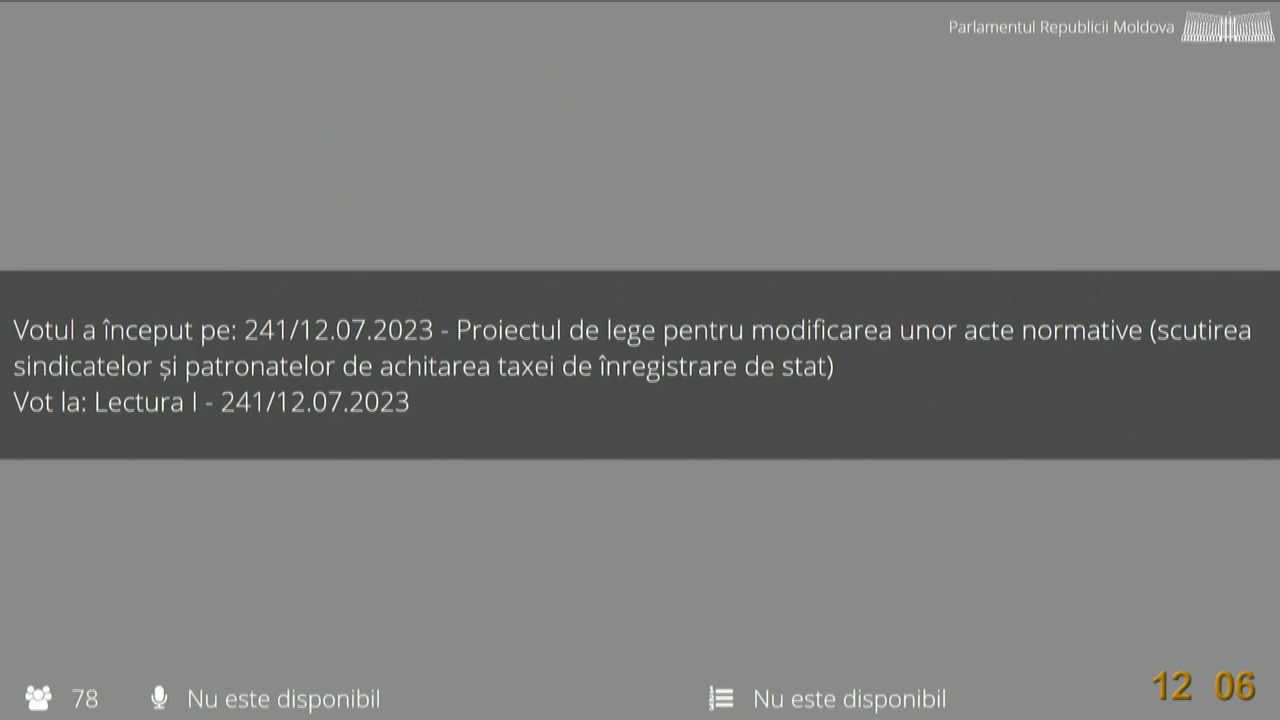 Parlamentul Republicii Moldova
Votul a început pe: 241/12.07.2023 - Proiectul de lege pentru modificarea unor acte normative (scutirea
sindicatelor și patronatelor de achitarea taxei de înregistrare de stat)
Vot la: Lectura I - 241/12.07.2023
78 Nu este disponibil Nu este disponibil 12 06